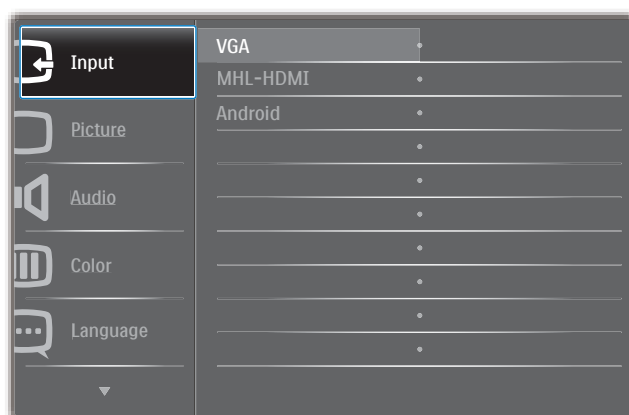 Input
Picture
Audio
Color
Language
VGA
MHL-HDMI
Android